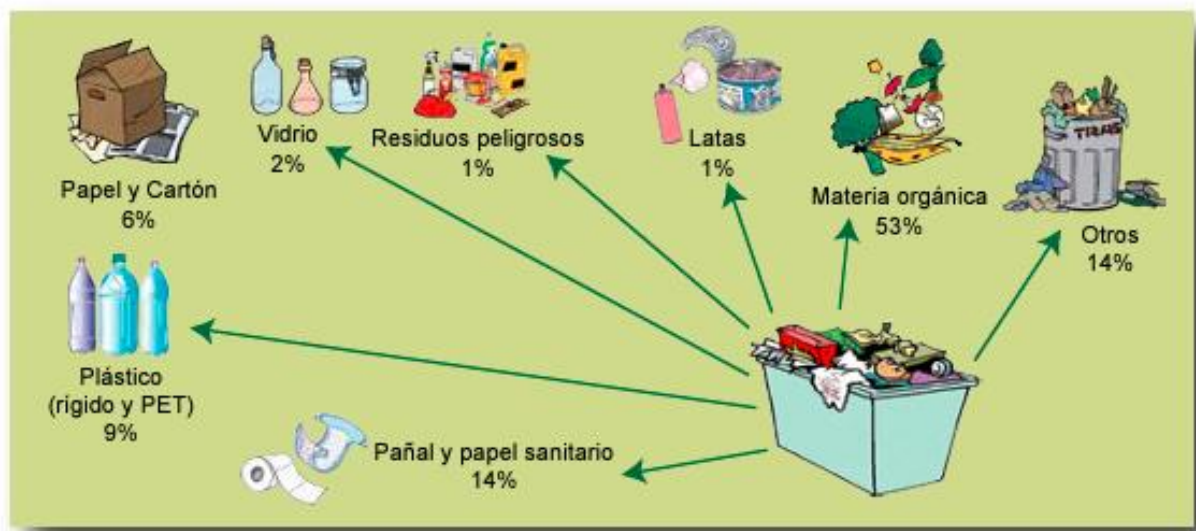 Papel y Cartón
6%
Vidrio
2%
Residuos peligrosos
1%
Latas
1%
Materia orgánica
53%
Otros
14%
Plástico
(rígido y PET)
9%
Pañal y papel sanitario
14%